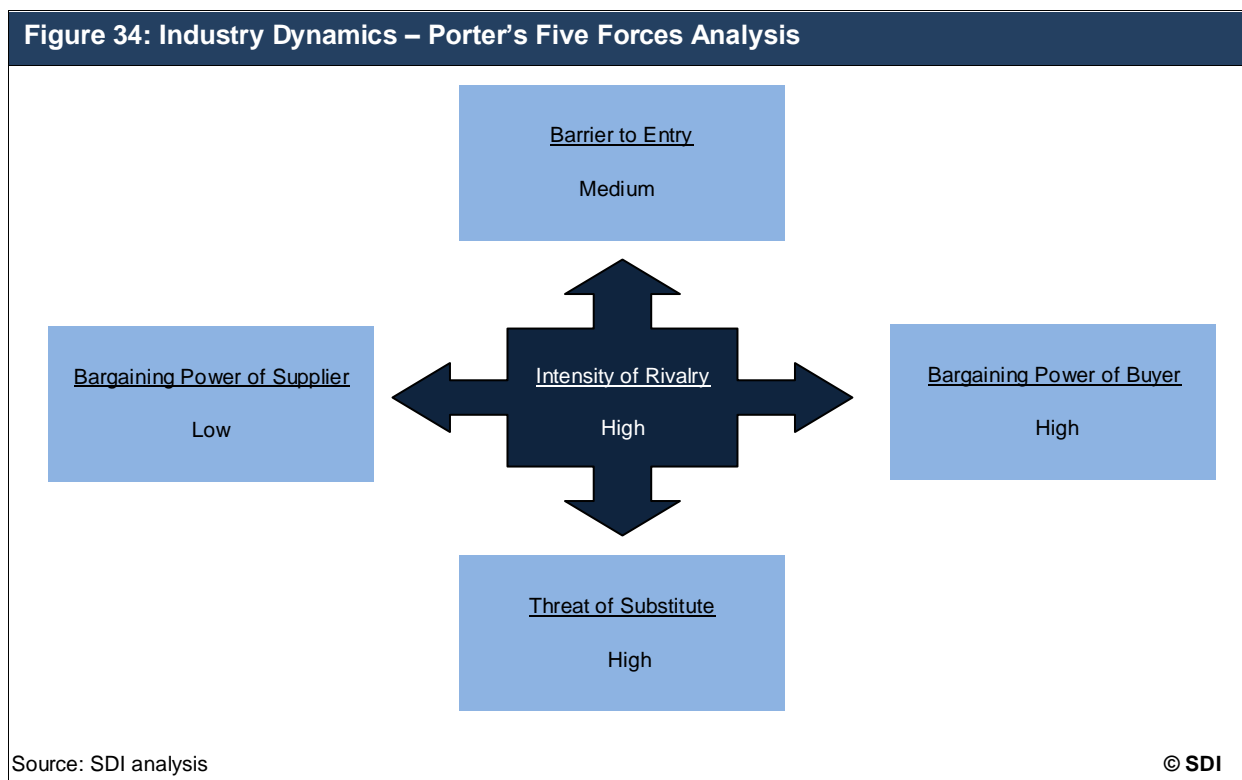 Figure 34: Industry Dynamics – Porter’s Five Forces Analysis
Barrier to Entry
Medium
Bargaining Power of Supplier
Low
Intensity of Rivalry
High
Bargaining Power of Buyer
High
Threat of Substitute
High
Source: SDI analysis
© SDI